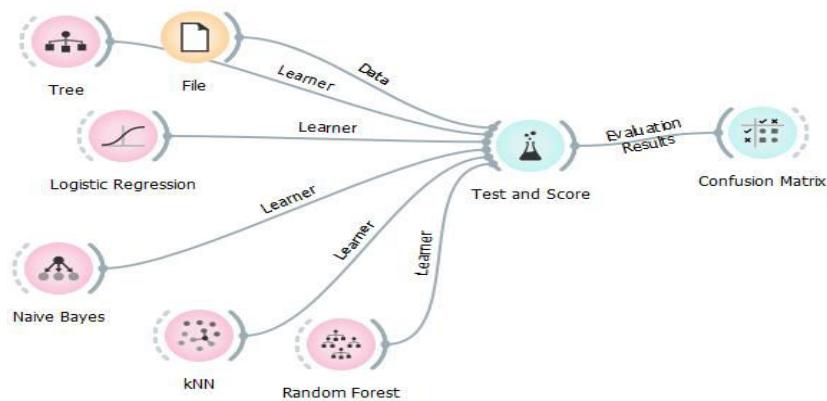 Tree
File
Learner
Data
Logistic Regression
Learner
Test and Score
Evaluation
Results
Confusion Matrix
Naive Bayes
Learner
kNN
Learner
Random Forest
Learner